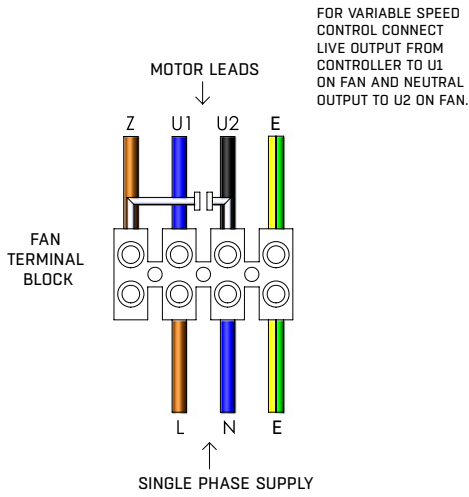 FOR VARIABLE SPEED
CONTROL CONNECT
LIVE OUTPUT FROM
CONTROLLER TO U1
ON FAN AND NEUTRAL
OUTPUT TO U2 ON FAN.
MOTOR LEADS
Z U1 U2 E
FAN
TERMINAL
BLOCK
L N E
SINGLE PHASE SUPPLY